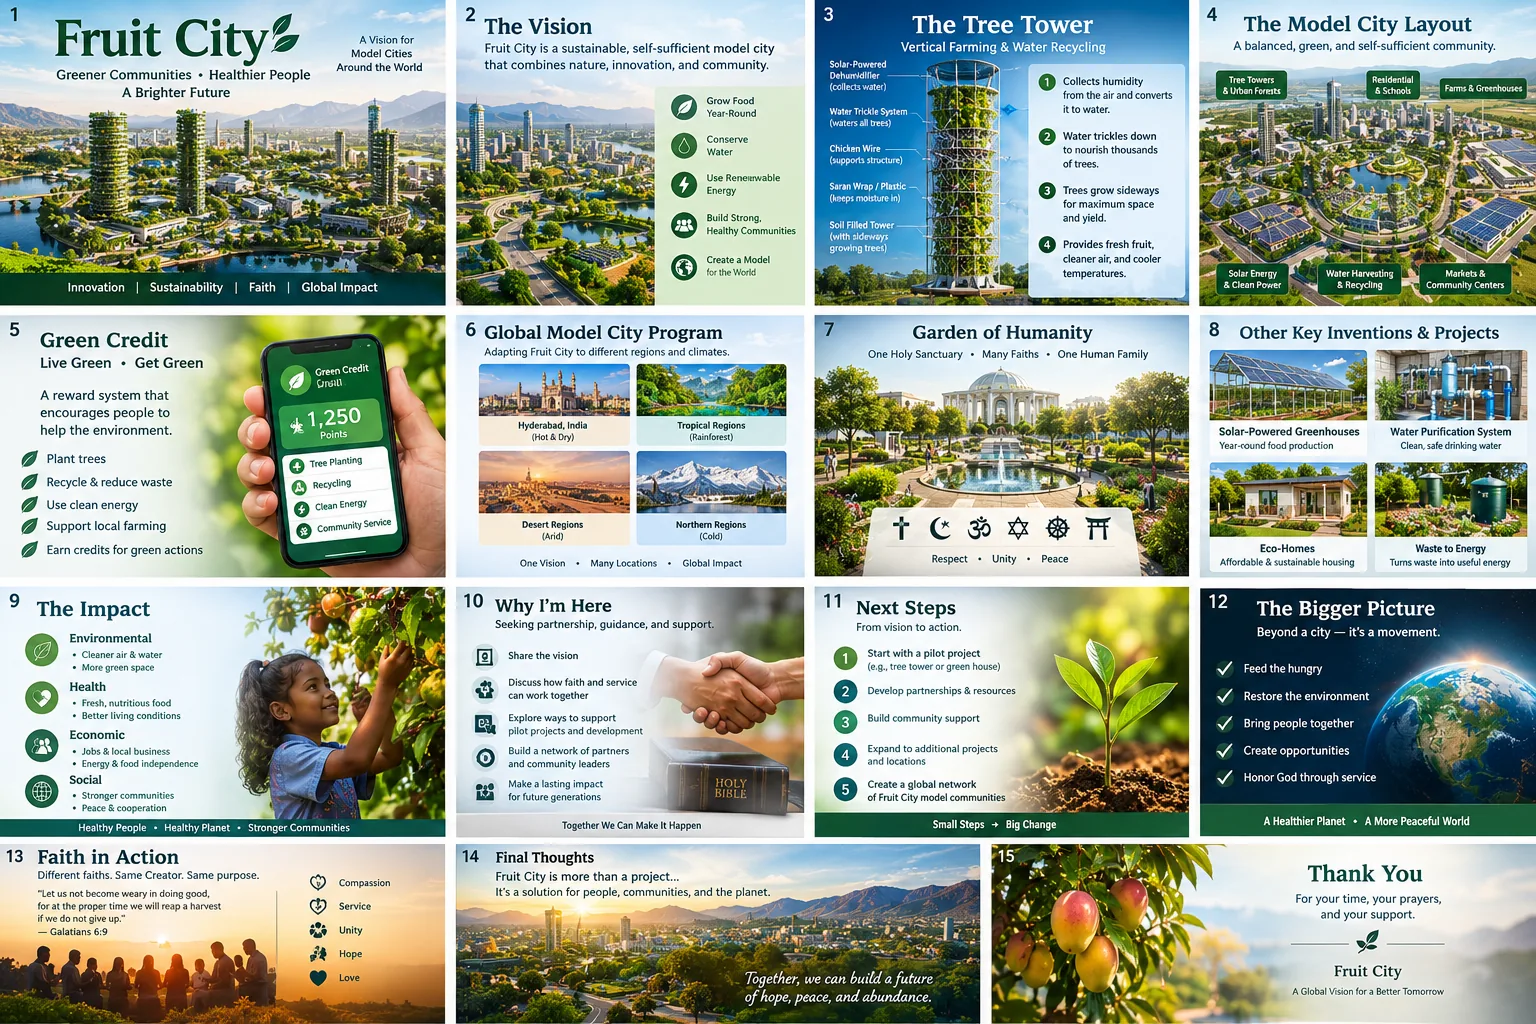 1
Fruit City
Greener Communities • Healthier People
A Brighter Future
A Vision for
Model Cities
Around the World
Innovation | Sustainability | Faith | Global Impact
2
The Vision
Fruit City is a sustainable, self-sufficient model city
that combines nature, innovation, and community.
Grow Food
Year-Round
Conserve
Water
Use Renewable
Energy
Build Strong,
Healthy Communities
Create a Model
for the World
3
The Tree Tower
Vertical Farming & Water Recycling
Solar-Powered
Dehumidifier
(collects water)
Water Trickle System
(waters all trees)
Chicken Wire
(supports structure)
Saran Wrap / Plastic
(keeps moisture in)
Soil Filled Tower
(with sideways
growing trees)
1
Collects humidity
from the air and converts
it to water.
2
Water trickles down
to nourish thousands
of trees.
3
Trees grow sideways
for maximum space
and yield.
4
Provides fresh fruit,
cleaner air, and cooler
temperatures.
4
The Model City Layout
A balanced, green, and self-sufficient community.
Tree Towers
& Urban Forests
Residential
& Schools
Farms & Greenhouses
Solar Energy
& Clean Power
Water Harvesting
& Recycling
Markets &
Community Centers
5
Green Credit
Live Green • Get Green
A reward system that
encourages people to
help the environment.
Plant trees
Recycle & reduce waste
Use clean energy
Support local farming
Earn credits for green actions
Green Credit
1,250
Points
Tree Planting
Recycling
Clean Energy
Community Service
6
Global Model City Program
Adapting Fruit City to different regions and climates.
Hyderabad, India
(Hot & Dry)
Tropical Regions
(Rainforest)
Desert Regions
(Arid)
Northern Regions
(Cold)
One Vision • Many Locations • Global Impact
7
Garden of Humanity
One Holy Sanctuary • Many Faiths • One Human Family
Respect • Unity • Peace
8
Other Key Inventions & Projects
Solar-Powered Greenhouses
Year-round food production
Water Purification System
Clean, safe drinking water
Eco-Homes
Affordable & sustainable housing
Waste to Energy
Turns waste into useful energy
9
The Impact
Environmental
• Cleaner air & water
• More green space
Health
• Fresh, nutritious food
• Better living conditions
Economic
• Jobs & local business
• Energy & food independence
Social
• Stronger communities
• Peace & cooperation
Healthy People • Healthy Planet • Stronger Communities
10
Why I'm Here
Seeking partnership, guidance, and support.
Share the vision
Discuss how faith and service
can work together
Explore ways to support
pilot projects and development
Build a network of partners
and community leaders
Make a lasting impact
for future generations
HOLY
BIBLE
Together We Can Make It Happen
11
Next Steps
From vision to action.
1
Start with a pilot project
(e.g., tree tower or green house)
2
Develop partnerships & resources
3
Build community support
4
Expand to additional projects
and locations
5
Create a global network
of Fruit City model communities
Small Steps → Big Change
12
The Bigger Picture
Beyond a city — it's a movement.
Feed the hungry
Restore the environment
Bring people together
Create opportunities
Honor God through service
A Healthier Planet • A More Peaceful World
13
Faith in Action
Different faiths. Same Creator. Same purpose.
"Let us not become weary in doing good,
for at the proper time we will reap a harvest
if we do not give up."
— Galatians 6:9
Compassion
Service
Unity
Hope
Love
14
Final Thoughts
Fruit City is more than a project...
It's a solution for people, communities, and the planet.
Together, we can build a future
of hope, peace, and abundance.
15
Thank You
For your time, your prayers,
and your support.
Fruit City
A Global Vision for a Better Tomorrow